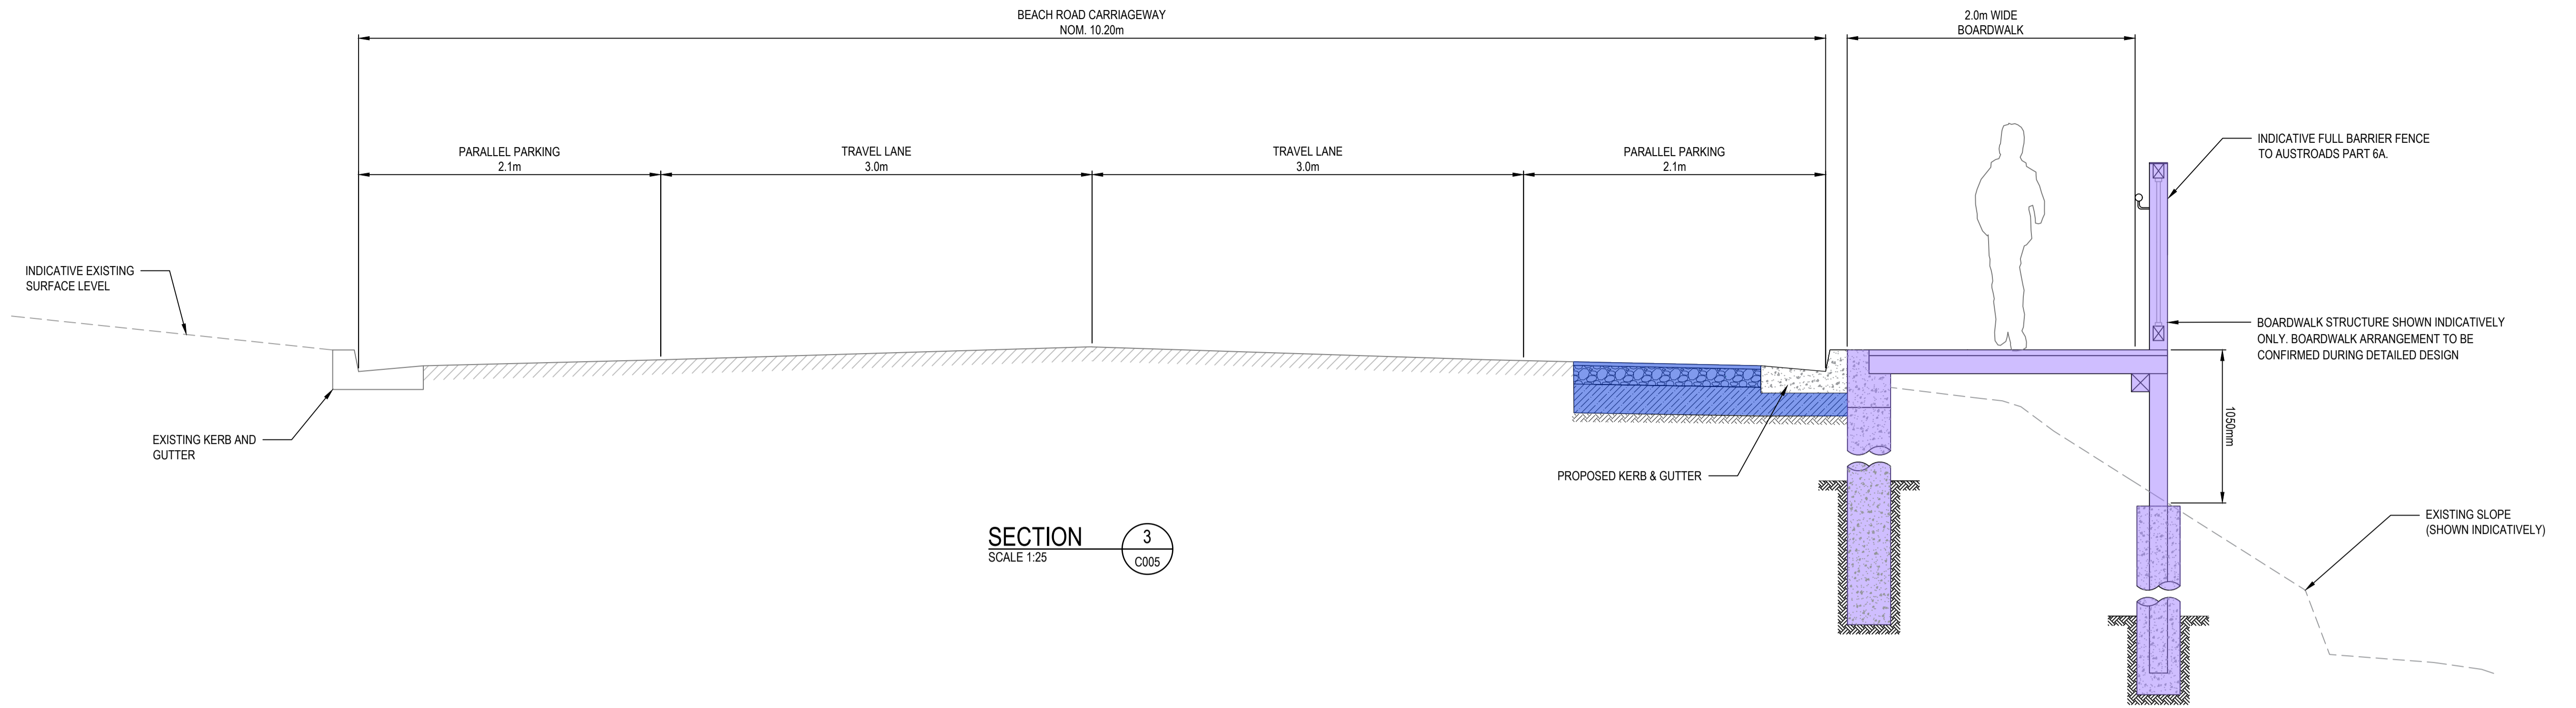 BEACH ROAD CARRIAGEWAY
NOM. 10.20m
2.0m WIDE
BOARDWALK
PARALLEL PARKING
2.1m
TRAVEL LANE
3.0m
TRAVEL LANE
3.0m
PARALLEL PARKING
2.1m
INDICATIVE FULL BARRIER FENCE
TO AUSTROADS PART 6A.
INDICATIVE EXISTING
SURFACE LEVEL
BOARDWALK STRUCTURE SHOWN INDICATIVELY
ONLY. BOARDWALK ARRANGEMENT TO BE
CONFIRMED DURING DETAILED DESIGN
1050mm
EXISTING KERB AND
GUTTER
PROPOSED KERB & GUTTER
EXISTING SLOPE
(SHOWN INDICATIVELY)
SECTION
SCALE 1:25
3
C005